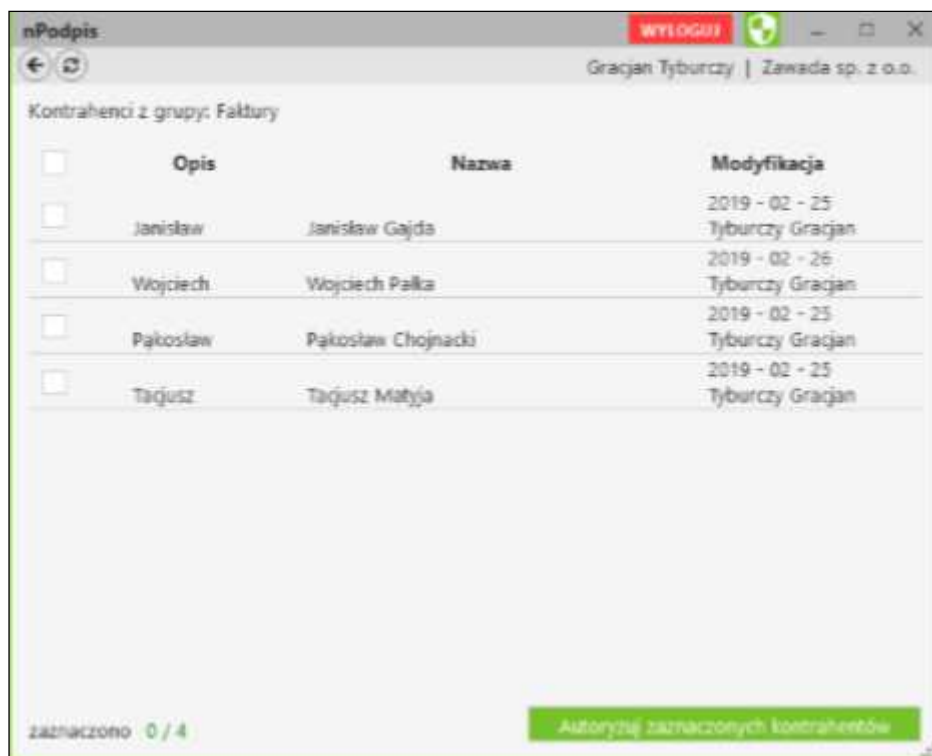 nPodpis WYLOGUJ
Gracjan Tyburczy | Zawada sp. z o.o.
Kontrahenci z grupy: Faktury
Opis Nazwa Modyfikacja
2019 - 02 - 25
Janisław Janisław Gajda Tyburczy Gracjan
2019 - 02 - 26
Wojciech Wojciech Pałka Tyburczy Gracjan
2019 - 02 - 25
Pąkosław Pąkosław Chojnacki Tyburczy Gracjan
2019 - 02 - 25
Tacjusz Tacjusz Matyja Tyburczy Gracjan
zaznaczono 0 / 4 Autoryzuj zaznaczonych kontrahentów